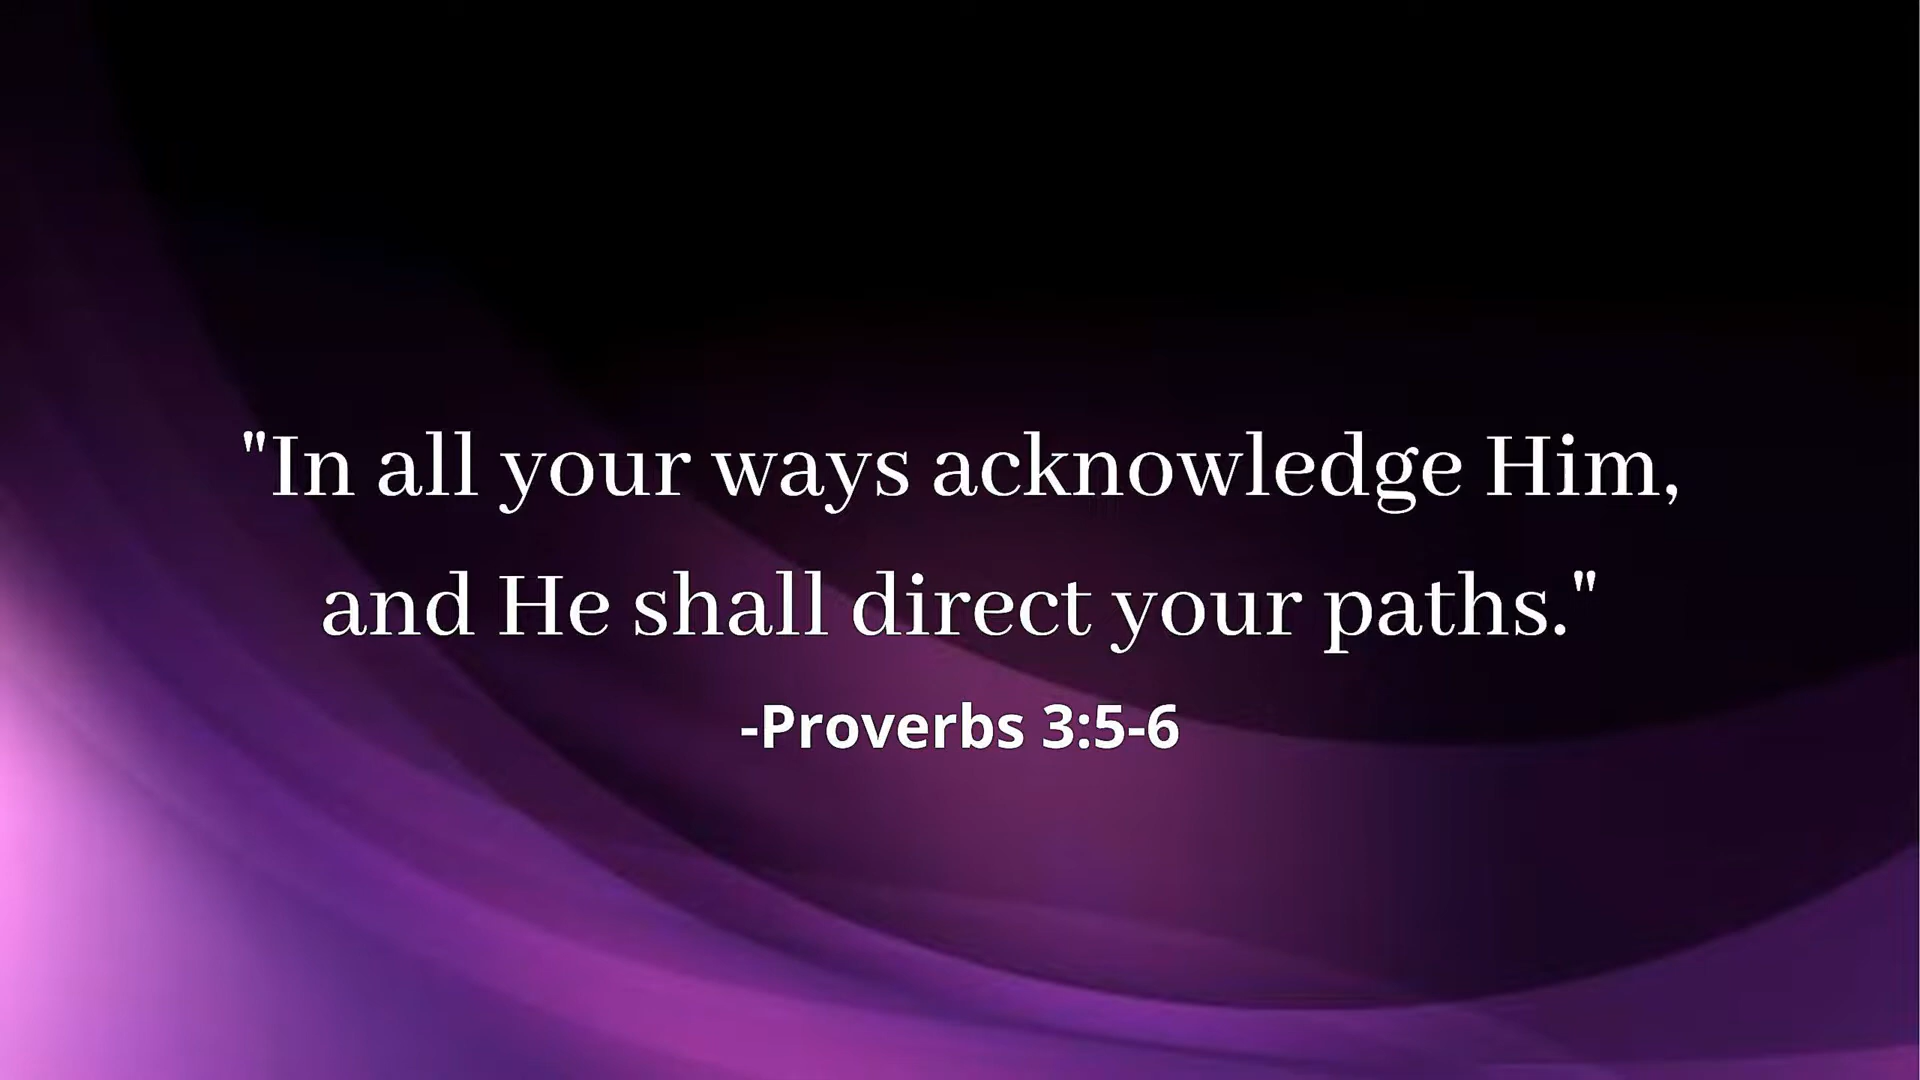 "In all your ways acknowledge Him,
and He shall direct your paths."
-Proverbs 3:5-6